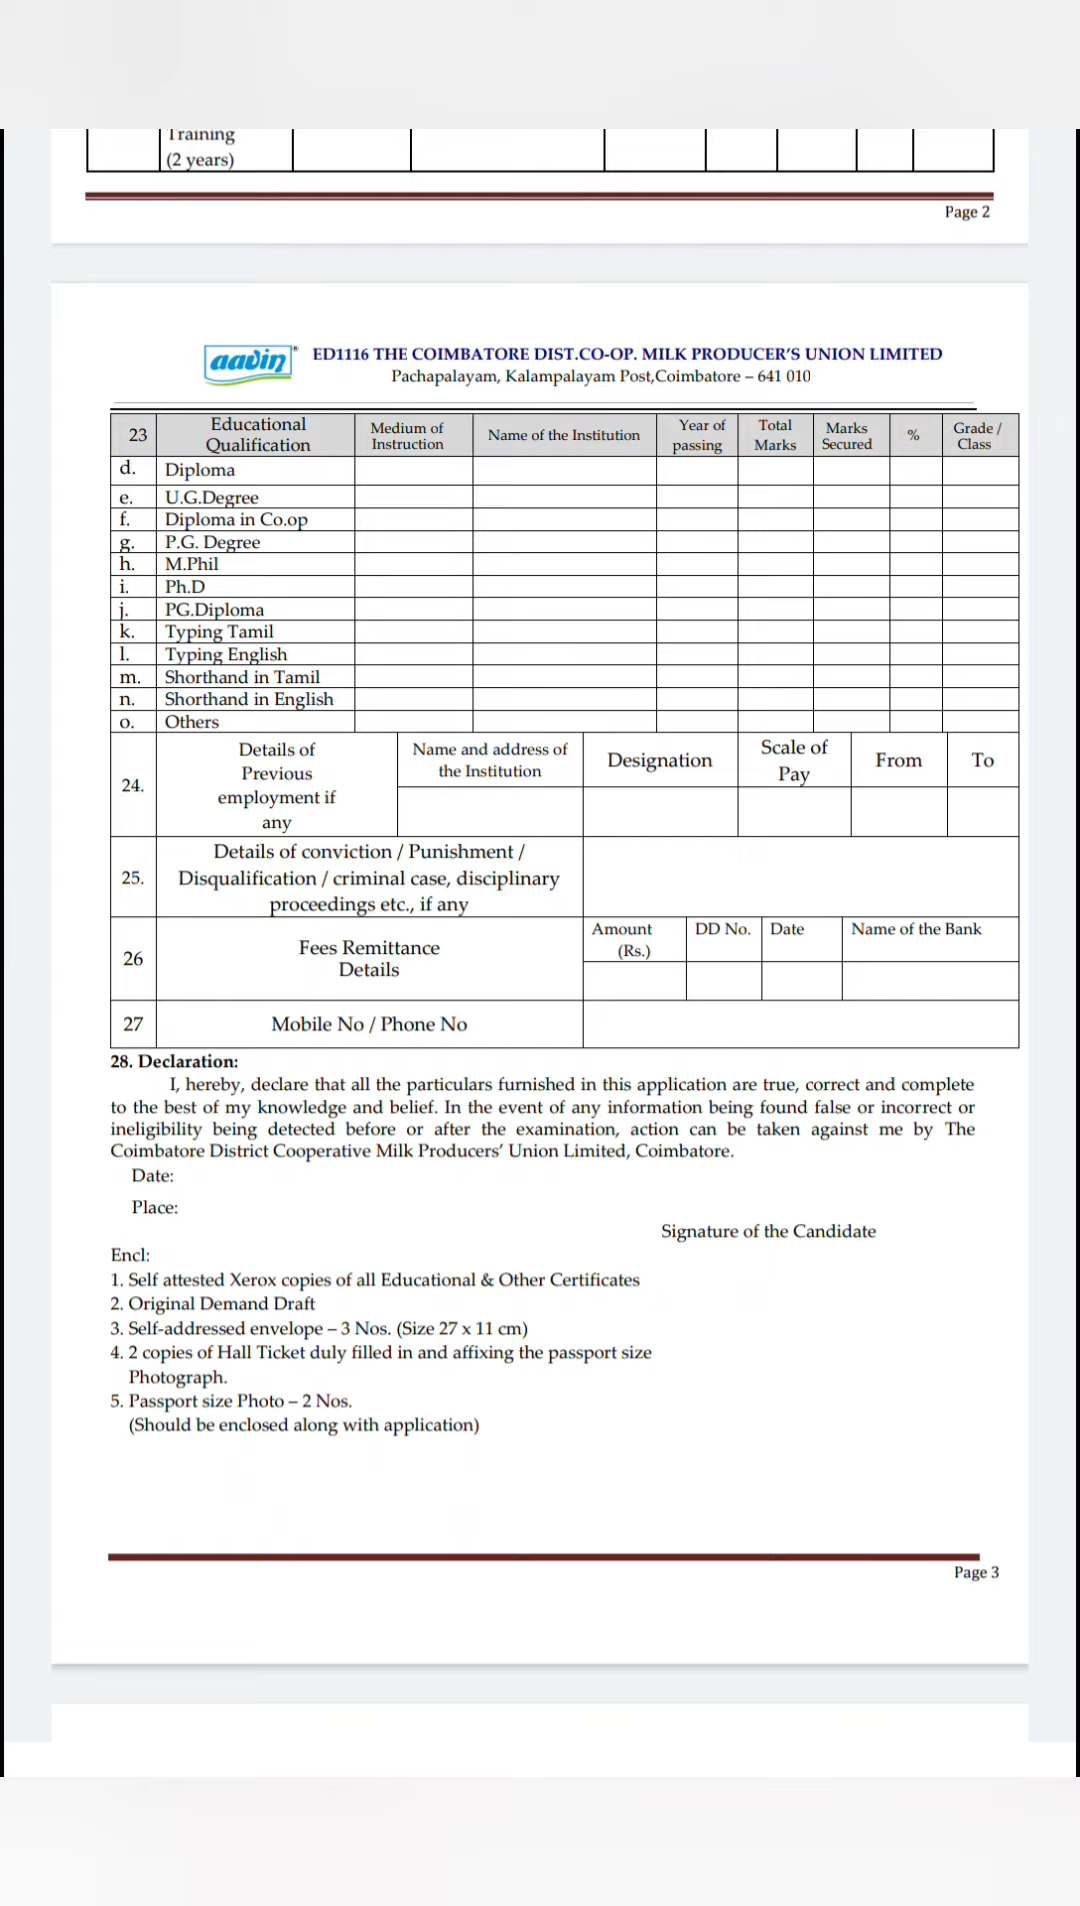 Training
(2 years)
Page 2
aavin
ED1116 THE COIMBATORE DIST.CO-OP. MILK PRODUCER'S UNION LIMITED
Pachapalayam, Kalampalayam Post,Coimbatore – 641 010
23 Educational Qualification Medium of Instruction Name of the Institution Year of passing Total Marks Marks Secured % Grade / Class
d. Diploma
e. U.G.Degree
f. Diploma in Co.op
g. P.G. Degree
h. M.Phil
i. Ph.D
j. PG.Diploma
k. Typing Tamil
l. Typing English
m. Shorthand in Tamil
n. Shorthand in English
o. Others
24. Details of Previous employment if any Name and address of the Institution Designation Scale of Pay From To
25. Details of conviction / Punishment /
Disqualification / criminal case, disciplinary
proceedings etc., if any
26 Fees Remittance Details Amount (Rs.) DD No. Date Name of the Bank
27 Mobile No / Phone No
28. Declaration:
I, hereby, declare that all the particulars furnished in this application are true, correct and complete
to the best of my knowledge and belief. In the event of any information being found false or incorrect or
ineligibility being detected before or after the examination, action can be taken against me by The
Coimbatore District Cooperative Milk Producers' Union Limited, Coimbatore.
Date:
Place:
Signature of the Candidate
Encl:
1. Self attested Xerox copies of all Educational & Other Certificates
2. Original Demand Draft
3. Self-addressed envelope – 3 Nos. (Size 27 x 11 cm)
4. 2 copies of Hall Ticket duly filled in and affixing the passport size
Photograph.
5. Passport size Photo – 2 Nos.
(Should be enclosed along with application)
Page 3